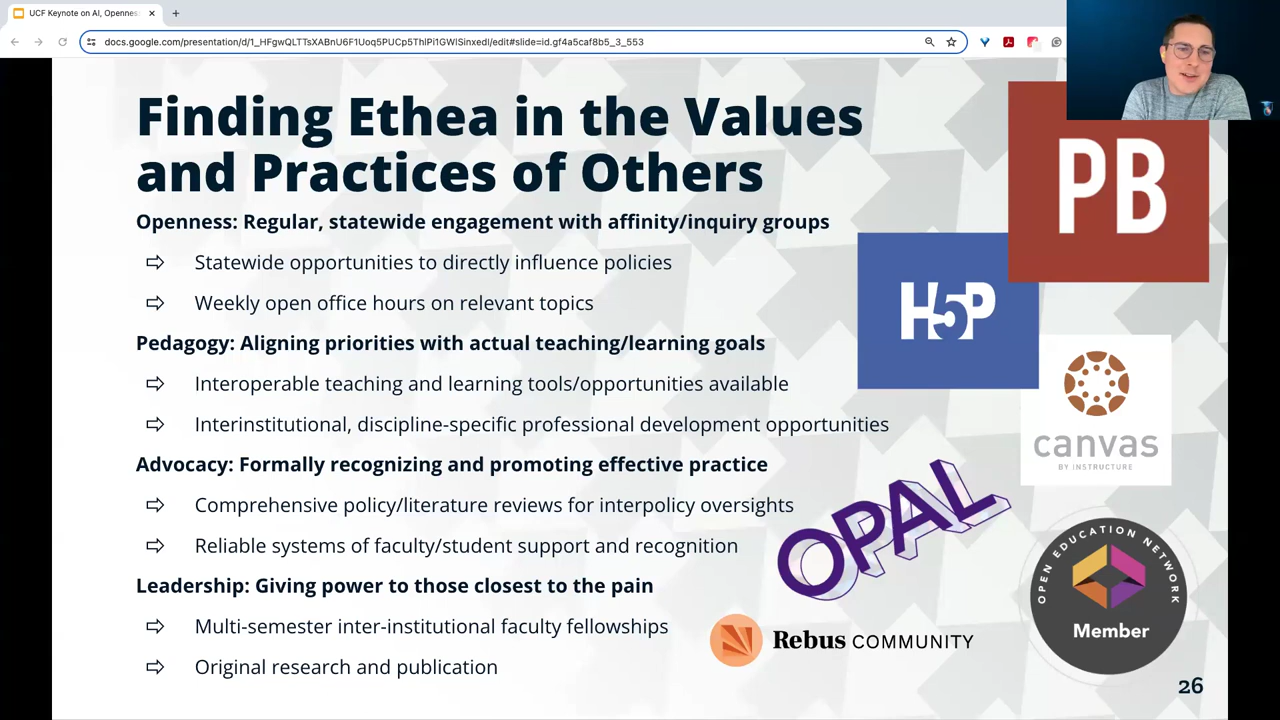 UCF Keynote on AI, Openness
docs.google.com/presentation/d/1_HFgwQLTTsXABnU6F1Uoq5PUCp5ThlPi1GWISinxedI/edit#slide=id.gf4a5caf8b5_3_553
Finding Ethea in the Values
and Practices of Others
Openness: Regular, statewide engagement with affinity/inquiry groups
Statewide opportunities to directly influence policies
Weekly open office hours on relevant topics
Pedagogy: Aligning priorities with actual teaching/learning goals
Interoperable teaching and learning tools/opportunities available
Interinstitutional, discipline-specific professional development opportunities
Advocacy: Formally recognizing and promoting effective practice
Comprehensive policy/literature reviews for interpolicy oversights
Reliable systems of faculty/student support and recognition
Leadership: Giving power to those closest to the pain
Multi-semester inter-institutional faculty fellowships
Original research and publication
PB
H5P
canvas
BY INSTRUCTURE
OPAL
OPEN EDUCATION NETWORK
Member
Rebus COMMUNITY
26